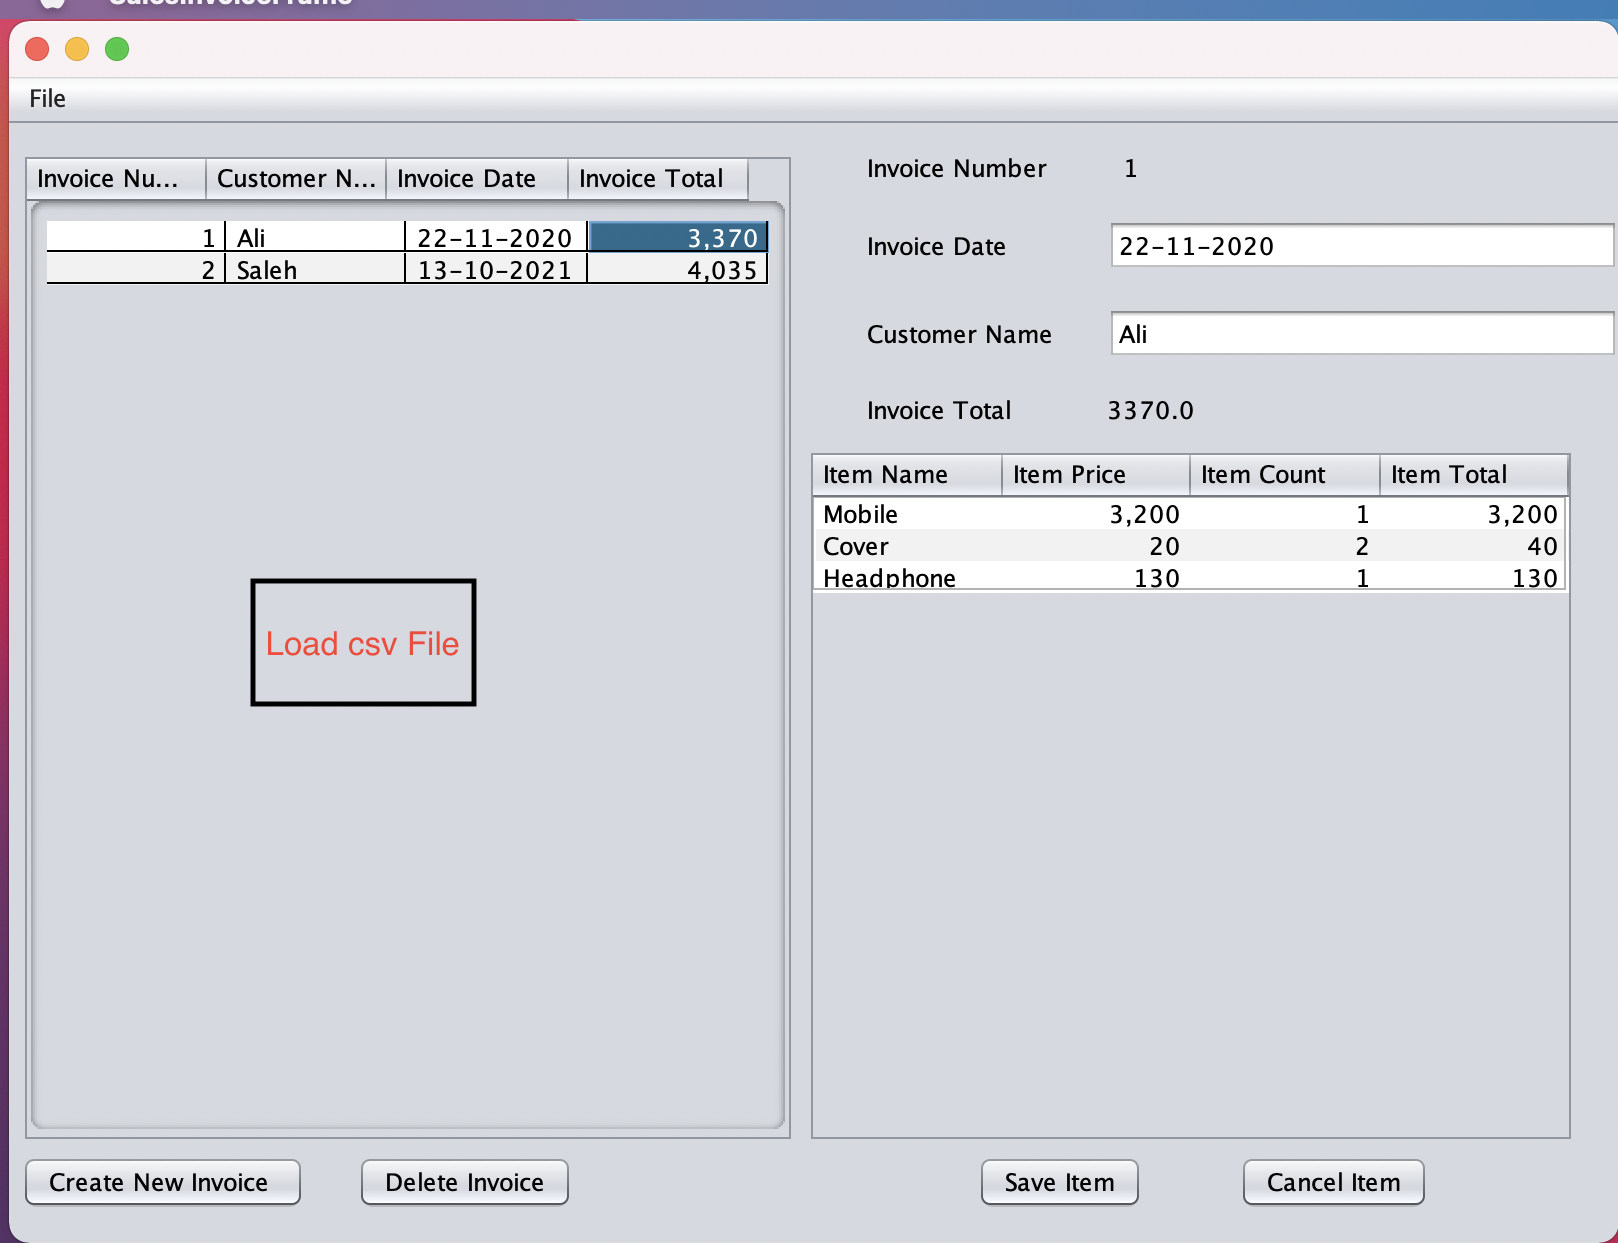 SalesInvoiceFrame
File
Invoice Nu... Customer N... Invoice Date Invoice Total
1 Ali 22-11-2020 3,370
2 Saleh 13-10-2021 4,035
Load csv File
Create New Invoice Delete Invoice
Invoice Number 1
Invoice Date 22-11-2020
Customer Name Ali
Invoice Total 3370.0
Item Name Item Price Item Count Item Total
Mobile 3,200 1 3,200
Cover 20 2 40
Headphone 130 1 130
Save Item Cancel Item